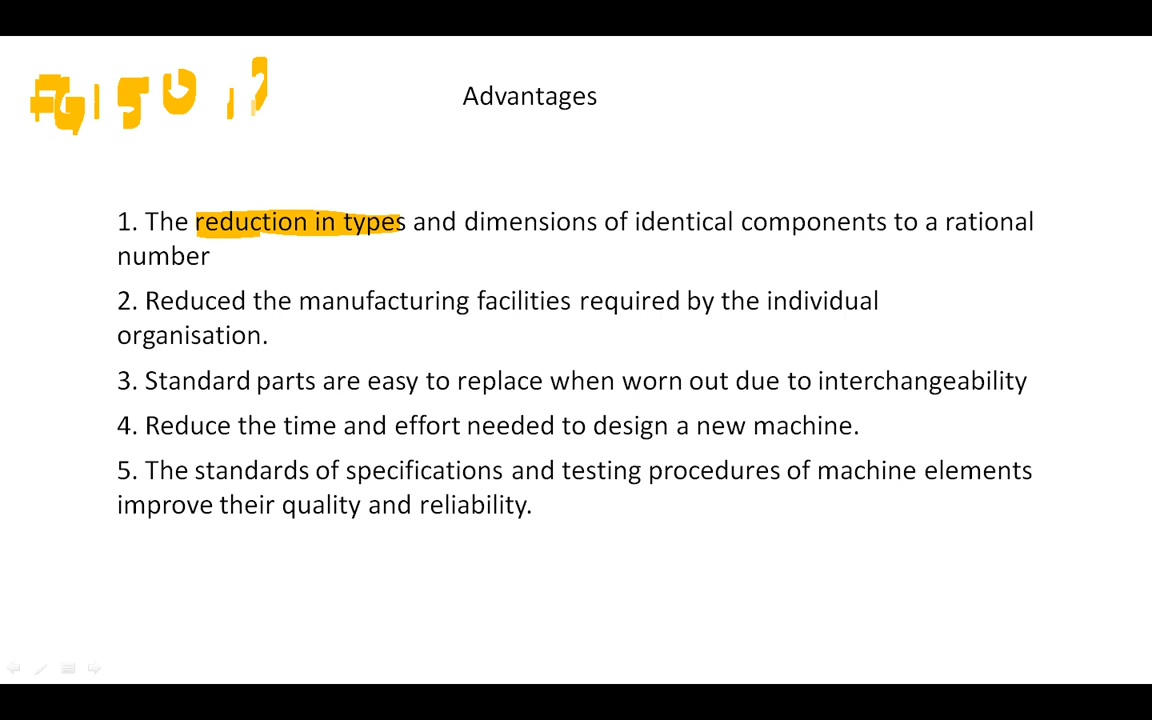 Advantages
1. The reduction in types and dimensions of identical components to a rational
number
2. Reduced the manufacturing facilities required by the individual
organisation.
3. Standard parts are easy to replace when worn out due to interchangeability
4. Reduce the time and effort needed to design a new machine.
5. The standards of specifications and testing procedures of machine elements
improve their quality and reliability.